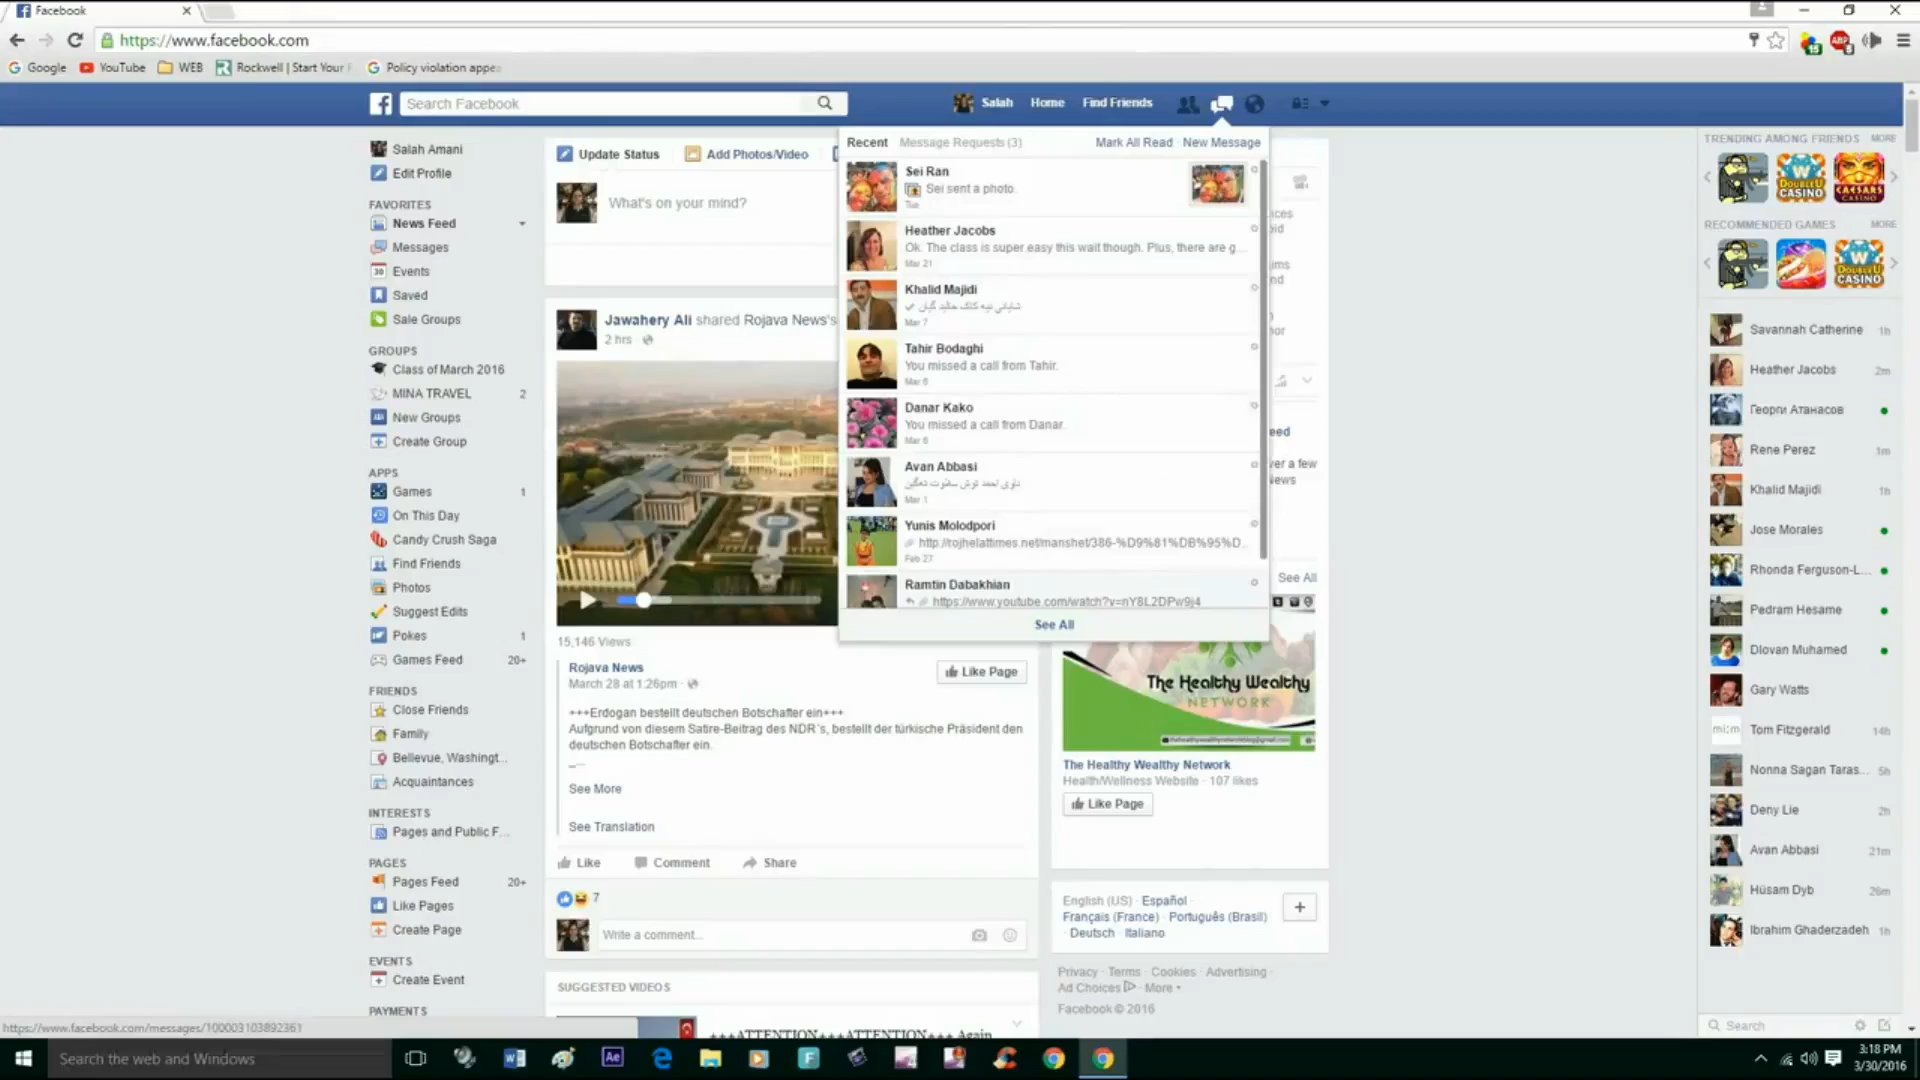 Facebook
https://www.facebook.com
Google
YouTube
WEB
Rockwell | Start Your
Policy violation appe
Search Facebook
Salah
Home
Find Friends
Salah Amani
Edit Profile
FAVORITES
News Feed
Messages
Events
Saved
Sale Groups
GROUPS
Class of March 2016
MINA TRAVEL 2
New Groups
Create Group
APPS
Games 1
On This Day
Candy Crush Saga
Find Friends
Photos
Suggest Edits
Pokes 1
Games Feed 20+
FRIENDS
Close Friends
Family
Bellevue, Washingt...
Acquaintances
INTERESTS
Pages and Public F...
PAGES
Pages Feed 20+
Like Pages
Create Page
EVENTS
Create Event
PAYMENTS
https://www.facebook.com/messages/100003103892361
Update Status
Add Photos/Video
What's on your mind?
Jawahery Ali shared Rojava News's
2 hrs
15,146 Views
Rojava News
March 28 at 1:26pm
Like Page
+++Erdogan bestellt deutschen Botschafter ein+++
Aufgrund von diesem Satire-Beitrag des NDR´s, bestellt der türkische Präsident den
deutschen Botschafter ein.
See More
See Translation
Like
Comment
Share
7
Write a comment...
SUGGESTED VIDEOS
+++ATTENTION+++ATTENTION+++ Again
Recent
Message Requests (3)
Mark All Read · New Message
Sei Ran
Sei sent a photo.
Tue
Heather Jacobs
Ok. The class is super easy this wait though. Plus, there are g...
Mar 21
Khalid Majidi
شایانی نیه کاک خالید گیان
Mar 7
Tahir Bodaghi
You missed a call from Tahir.
Mar 6
Danar Kako
You missed a call from Danar.
Mar 6
Avan Abbasi
Mar 1
Yunis Molodpori
http://rojhelattimes.net/manshet/386-%D9%81%DB%95%D...
Feb 27
Ramtin Dabakhian
https://www.youtube.com/watch?v=nY8L2DPw9j4
See All
See All
ver a few
The Healthy Wealthy
NETWORK
The Healthy Wealthy Network
Health/Wellness Website · 107 likes
Like Page
English (US) · Español ·
Français (France) · Português (Brasil)
· Deutsch · Italiano
Privacy · Terms · Cookies · Advertising ·
Ad Choices · More
Facebook © 2016
TRENDING AMONG FRIENDS MORE
DOUBLEU
CASINO
CAESARS
CASINO
RECOMMENDED GAMES MORE
DOUBLEU
CASINO
Savannah Catherine 1h
Heather Jacobs 2m
Георги Атанасов
Rene Perez 1m
Khalid Majidi 1h
Jose Morales
Rhonda Ferguson-L...
Pedram Hesame
Dlovan Muhamed
Gary Watts
Tom Fitzgerald 14h
Nonna Sagan Taras... 5h
Deny Lie 2h
Avan Abbasi 21m
Hüsam Dyb 26m
Ibrahim Ghaderzadeh 1h
Search
Search the web and Windows
Ae
3:18 PM
3/30/2016